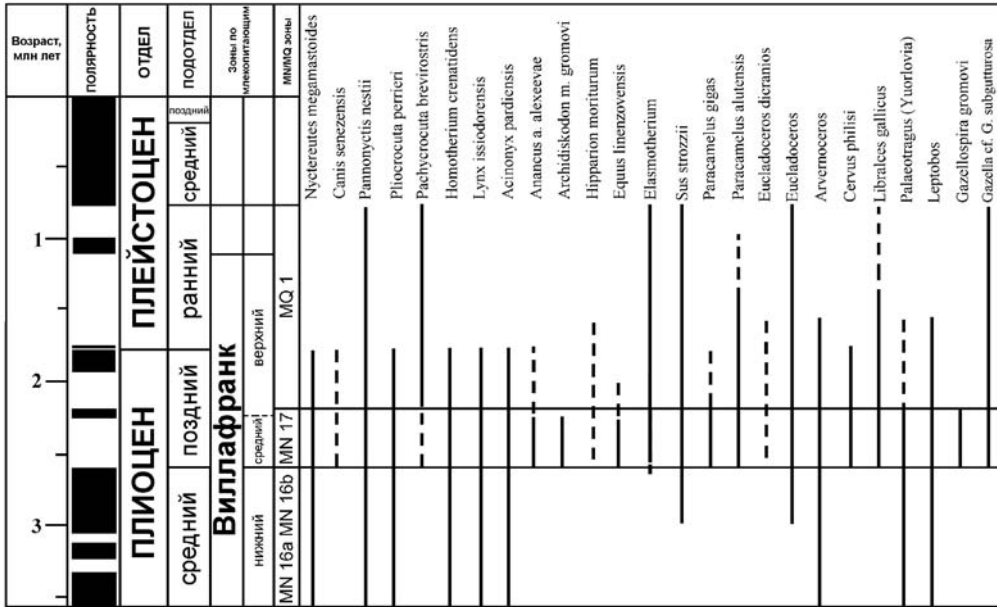 Возраст,
млн лет
ПОЛЯРНОСТЬ
ОТДЕЛ
ПОДОТДЕЛ
Зоны по
млекопитающим
MN/MQ зоны
Nyctereutes megamastoides
Canis senezensis
Pannonyctis nestii
Pliocrocuta perrieri
Pachycrocuta brevirostris
Homotherium crenatidens
Lynx issiodorensis
Acinonyx pardiensis
Anancus a. alexeevae
Archidiskodon m. gromovi
Hipparion moriturum
Equus linenzovensis
Elasmotherium
Sus strozzii
Paracamelus gigas
Paracamelus alutensis
Eucladoceros dicranios
Eucladoceros
Arvernoceros
Cervus philisi
Libralces gallicus
Palaeotragus (Yuorlovia)
Leptobos
Gazellospira gromovi
Gazella cf. G. subgutturosa
1
2
3
ПЛЕЙСТОЦЕН
ПЛИОЦЕН
поздний
средний
ранний
поздний
средний
Виллафранк
верхний
средний
нижний
MQ 1
MN 17
MN 16a MN 16b